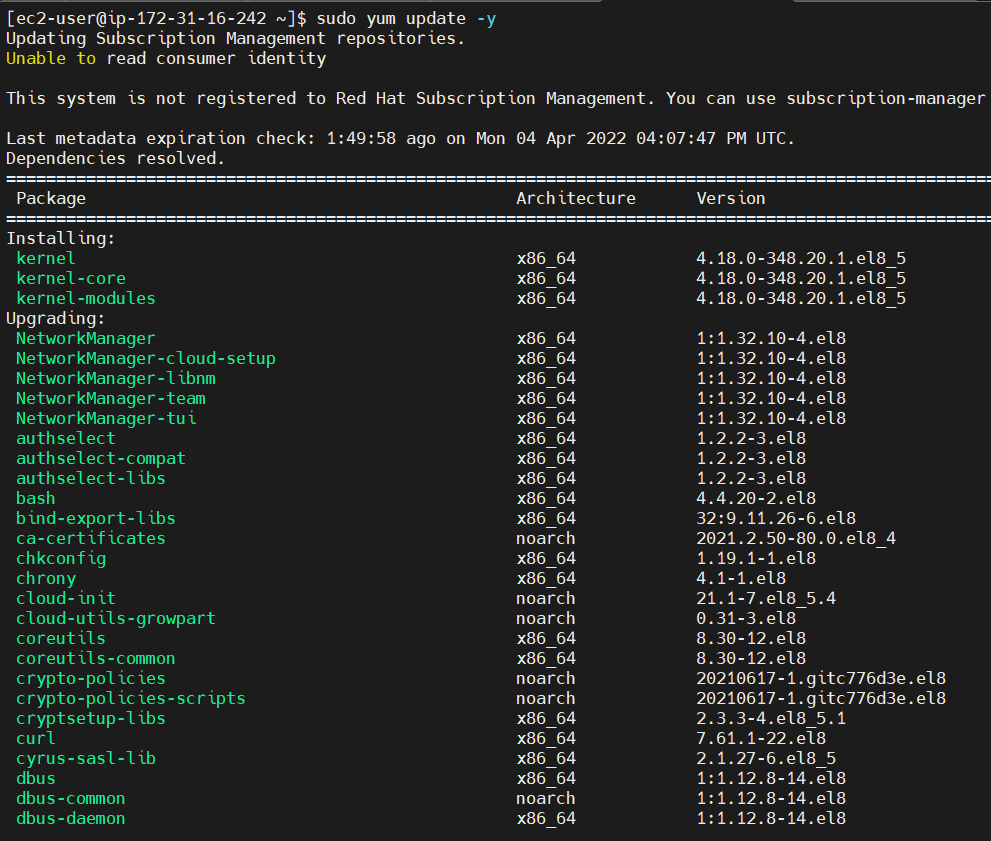 [ec2-user@ip-172-31-16-242 ~]$ sudo yum update -y
Updating Subscription Management repositories.
Unable to read consumer identity
This system is not registered to Red Hat Subscription Management. You can use subscription-manager
Last metadata expiration check: 1:49:58 ago on Mon 04 Apr 2022 04:07:47 PM UTC.
Dependencies resolved.
================================================================================
Package Architecture Version
================================================================================
Installing:
kernel x86_64 4.18.0-348.20.1.el8_5
kernel-core x86_64 4.18.0-348.20.1.el8_5
kernel-modules x86_64 4.18.0-348.20.1.el8_5
Upgrading:
NetworkManager x86_64 1:1.32.10-4.el8
NetworkManager-cloud-setup x86_64 1:1.32.10-4.el8
NetworkManager-libnm x86_64 1:1.32.10-4.el8
NetworkManager-team x86_64 1:1.32.10-4.el8
NetworkManager-tui x86_64 1:1.32.10-4.el8
authselect x86_64 1.2.2-3.el8
authselect-compat x86_64 1.2.2-3.el8
authselect-libs x86_64 1.2.2-3.el8
bash x86_64 4.4.20-2.el8
bind-export-libs x86_64 32:9.11.26-6.el8
ca-certificates noarch 2021.2.50-80.0.el8_4
chkconfig x86_64 1.19.1-1.el8
chrony x86_64 4.1-1.el8
cloud-init noarch 21.1-7.el8_5.4
cloud-utils-growpart noarch 0.31-3.el8
coreutils x86_64 8.30-12.el8
coreutils-common x86_64 8.30-12.el8
crypto-policies noarch 20210617-1.gitc776d3e.el8
crypto-policies-scripts noarch 20210617-1.gitc776d3e.el8
cryptsetup-libs x86_64 2.3.3-4.el8_5.1
curl x86_64 7.61.1-22.el8
cyrus-sasl-lib x86_64 2.1.27-6.el8_5
dbus x86_64 1:1.12.8-14.el8
dbus-common noarch 1:1.12.8-14.el8
dbus-daemon x86_64 1:1.12.8-14.el8